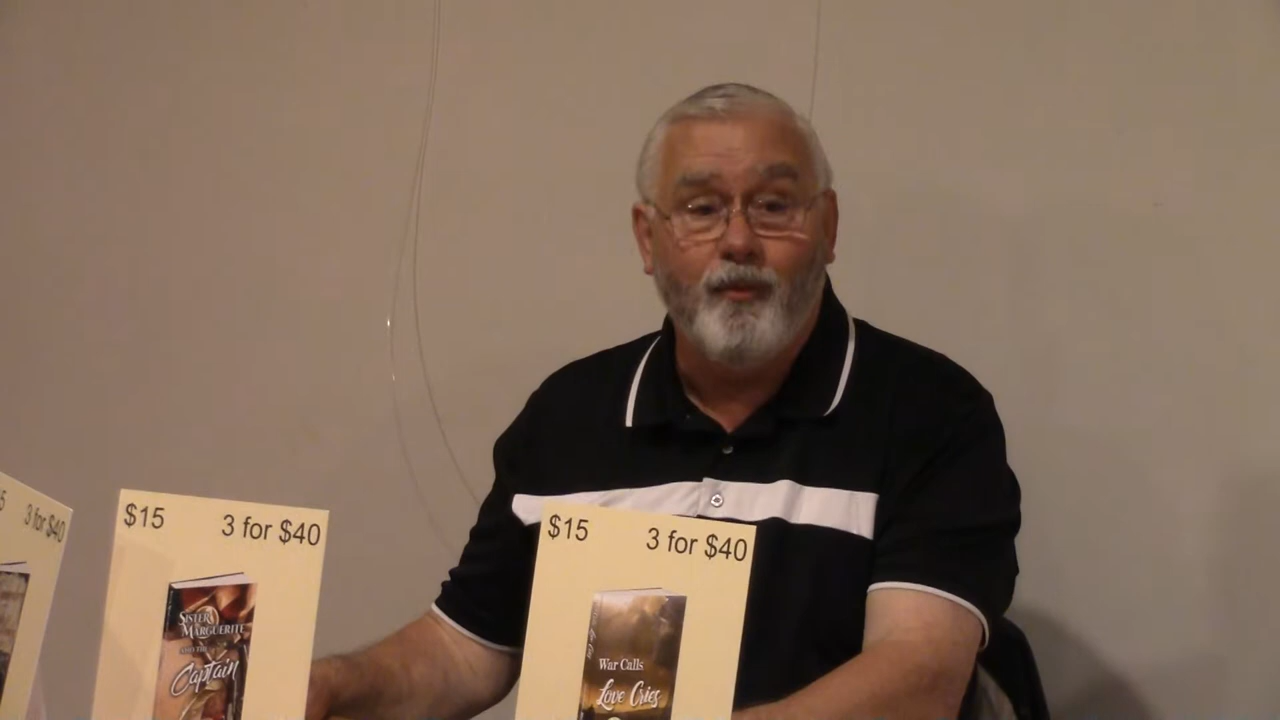 5 3 for $40
$15 3 for $40
SISTER
MARGUERITE
AND THE
Captain
$15 3 for $40
War Calls
Love Cries